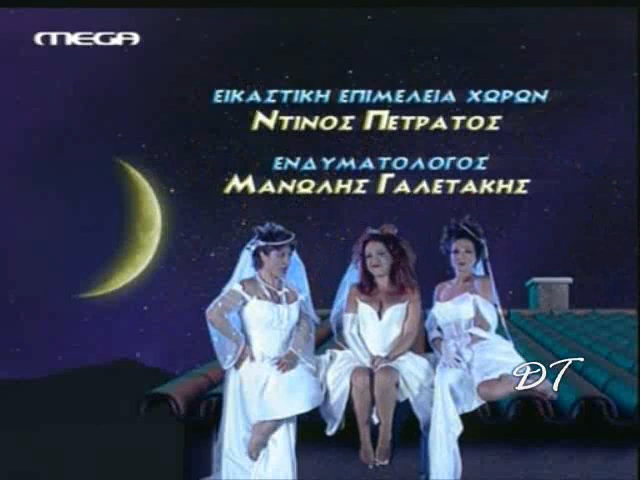 MEGA
ΕΙΚΑΣΤΙΚΗ ΕΠΙΜΕΛΕΙΑ ΧΩΡΩΝ
ΝΤΙΝΟΣ ΠΕΤΡΑΤΟΣ
ΕΝΔΥΜΑΤΟΛΟΓΟΣ
ΜΑΝΩΛΗΣ ΓΑΛΕΤΑΚΗΣ
DT